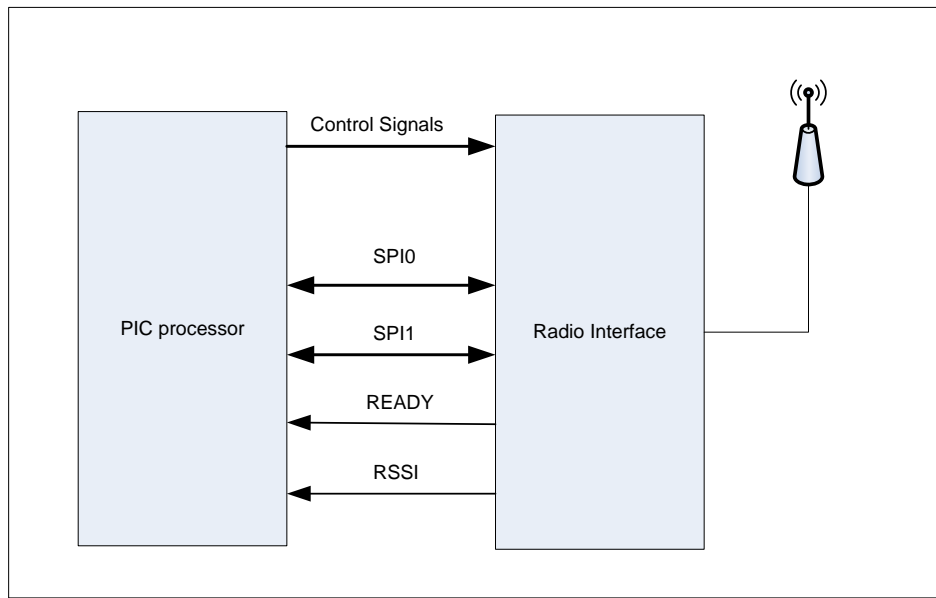 Control Signals
SPI0
PIC processor
Radio Interface
SPI1
READY
RSSI